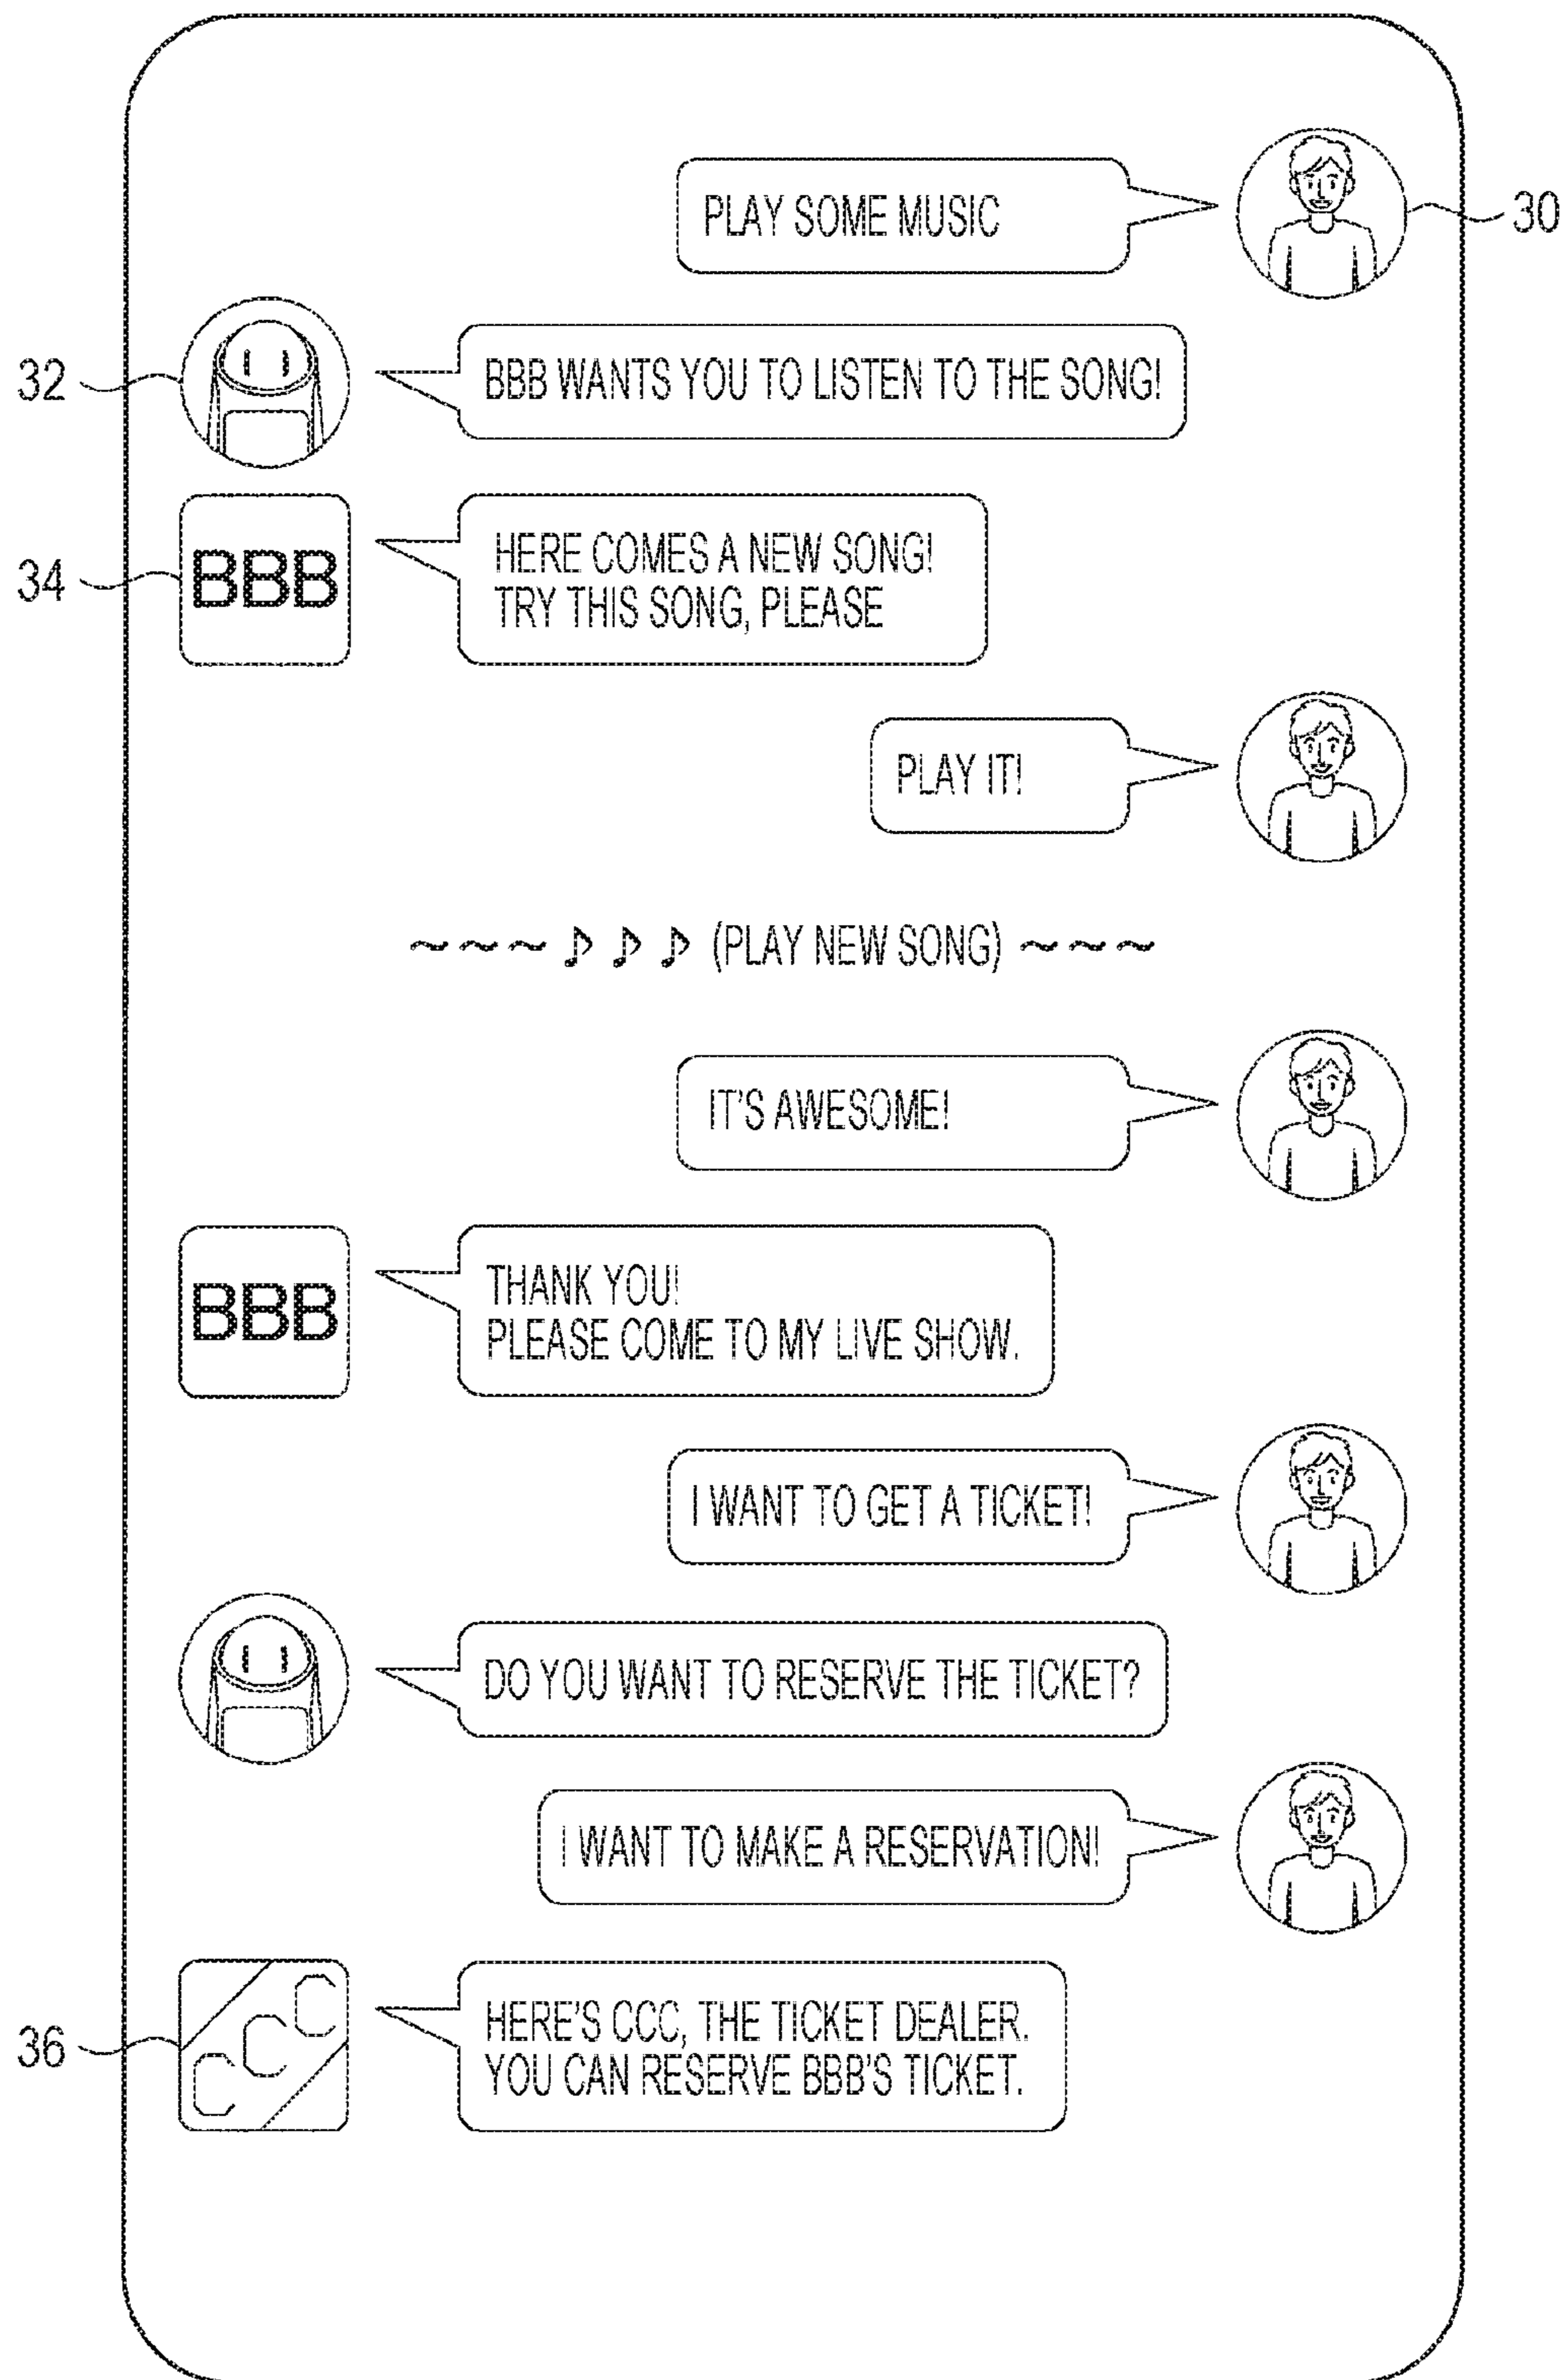 PLAY SOME MUSIC
30
32
BBB WANTS YOU TO LISTEN TO THE SONG!
34
BBB
HERE COMES A NEW SONG!
TRY THIS SONG, PLEASE
PLAY IT!
~~~♪♪♪ (PLAY NEW SONG) ~~~
IT'S AWESOME!
BBB
THANK YOU!
PLEASE COME TO MY LIVE SHOW.
I WANT TO GET A TICKET!
DO YOU WANT TO RESERVE THE TICKET?
I WANT TO MAKE A RESERVATION!
36
CCC
HERE'S CCC, THE TICKET DEALER.
YOU CAN RESERVE BBB'S TICKET.